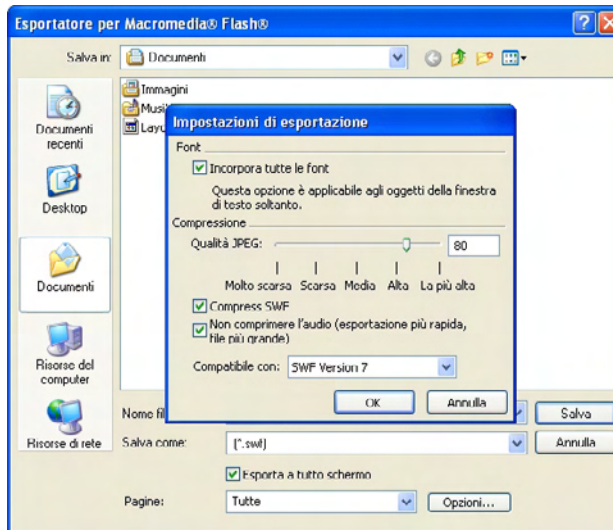 Esportatore per Macromedia® Flash®
Salva in:
Documenti
Documenti recenti
Desktop
Documenti
Risorse del computer
Risorse di rete
Immagini
Impostazioni di esportazione
Font
Incorpora tutte le font
Questa opzione è applicabile agli oggetti della finestra
di testo soltanto.
Compressione
Qualità JPEG:
80
Molto scarsa Scarsa Media Alta La più alta
Compress SWF
Non comprimere l'audio (esportazione più rapida,
file più grande)
Compatibile con:
SWF Version 7
OK
Annulla
Nome
Salva
Salva come:
(*.swf)
Annulla
Esporta a tutto schermo
Pagine:
Tutte
Opzioni...